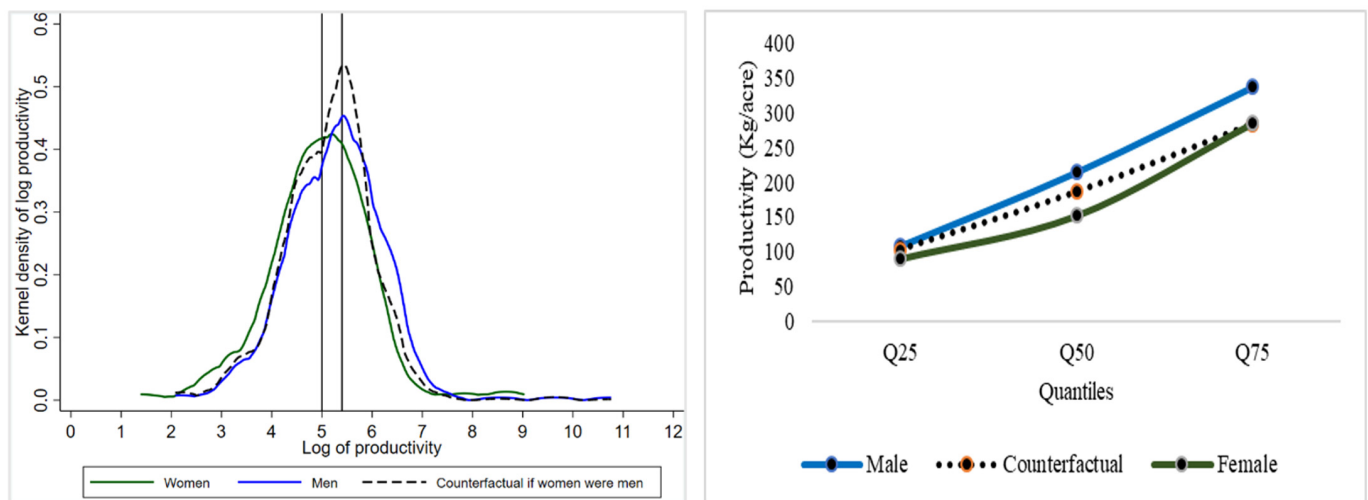 Kernel density of log productivity
0.6
0.5
0.4
0.3
0.2
0.1
0.0
0 1 2 3 4 5 6 7 8 9 10 11 12
Log of productivity
Women Men Counterfactual if women were men
Productivity (Kg/acre)
400
350
300
250
200
150
100
50
0
Q25 Q50 Q75
Quantiles
Male Counterfactual Female